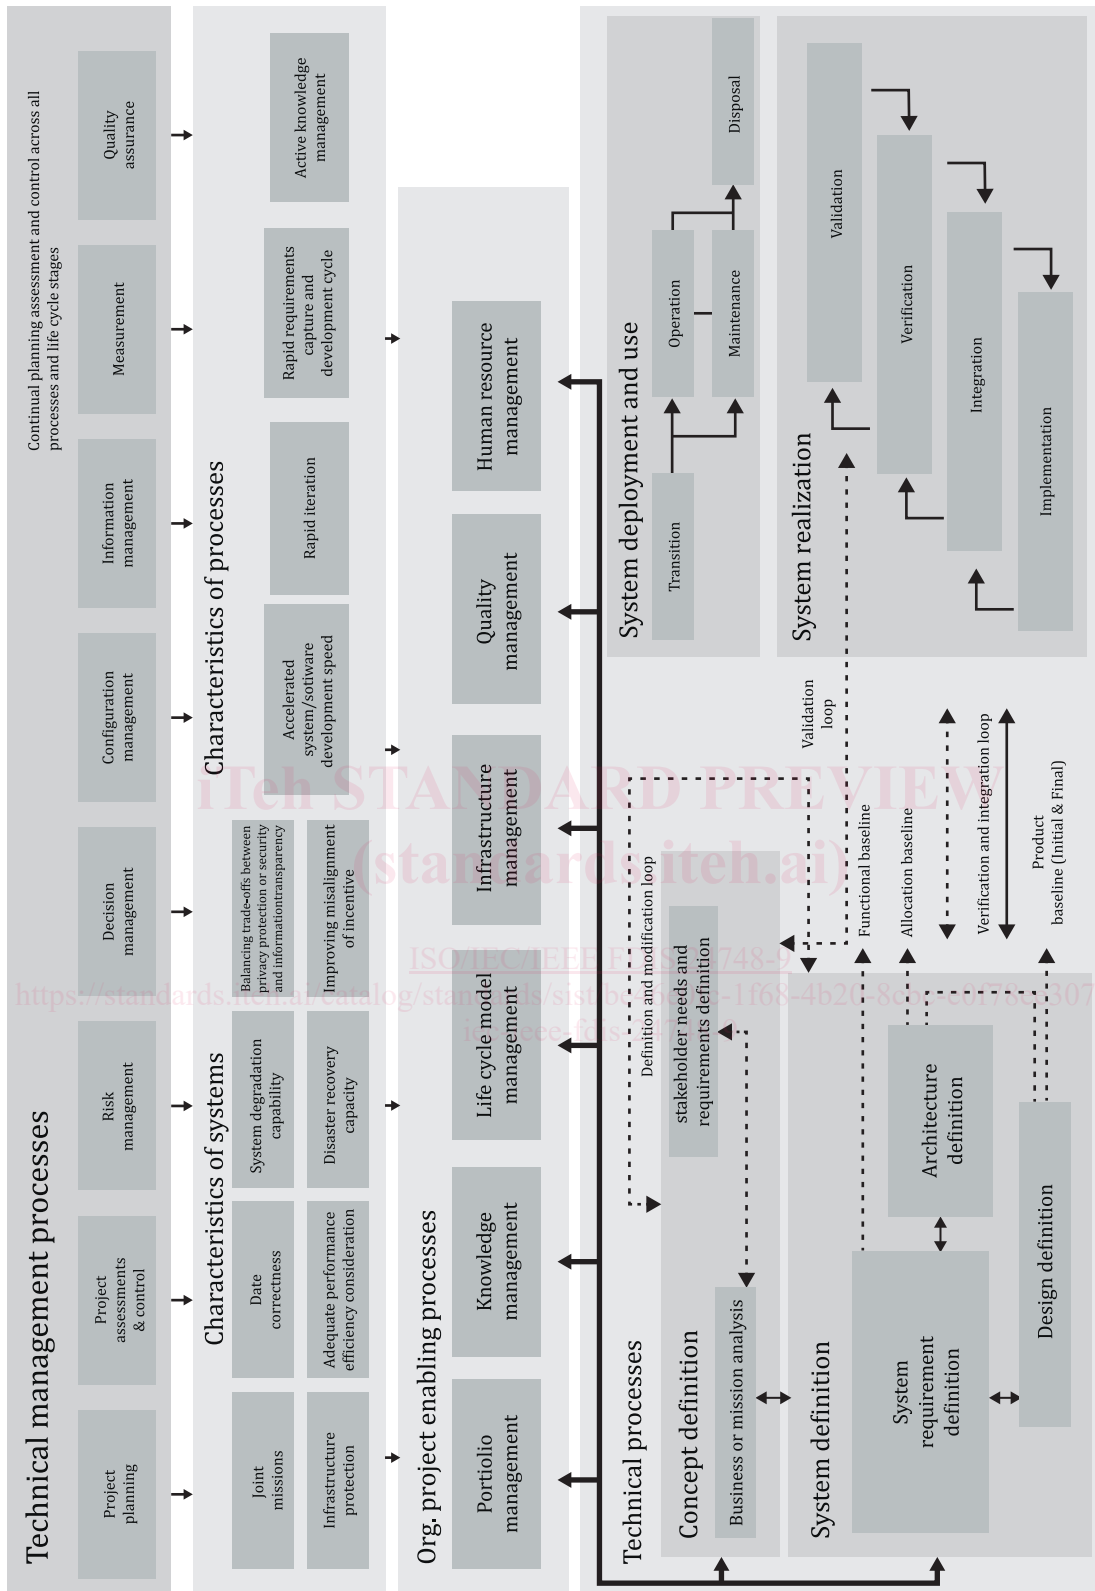 Technical management processes
Continual planning assessment and control across all
processes and life cycle stages
Project
planning
Project
assessments
& control
Risk
management
Decision
management
Configuration
management
Information
management
Measurement
Quality
assurance
Characteristics of systems
Joint
missions
Date
correctness
System degradation
capability
Balancing trade-offs between
privacy protection or security
and informationtransparency
Infrastructure
protection
Adequate performance
efficiency consideration
Disaster recovery
capacity
Improving misalignment
of incentive
Characteristics of processes
Accelerated
system/sotiware
development speed
Rapid iteration
Rapid requirements
capture and
development cycle
Active knowledge
management
Org. project enabling processes
Portiolio
management
Knowledge
management
Life cycle model
management
Infrastructure
management
Quality
management
Human resource
management
Technical processes
Concept definition
Business or mission analysis
stakeholder needs and
requirements definition
Definition and modification loop
System definition
System
requirement
definition
Architecture
definition
Design definition
Functional baseline
Allocation baseline
Verification and integration loop
Product
baseline (Initial & Final)
Validation
loop
System deployment and use
Transition
Operation
Maintenance
Disposal
System realization
Validation
Verification
Integration
Implementation
iTeh STANDARD PREVIEW
(standards.iteh.ai)